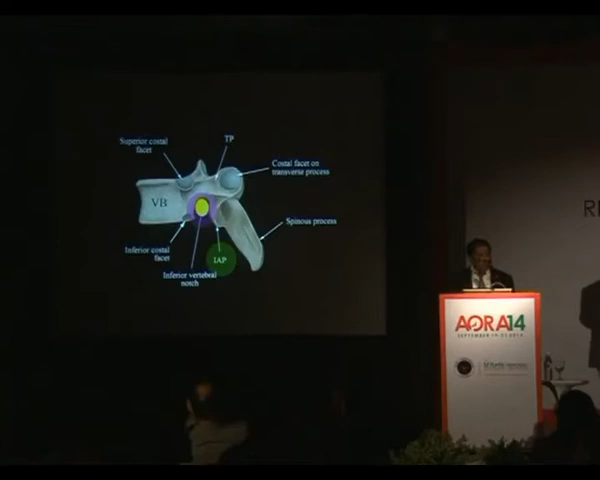 Superior costal
facet
TP
Costal facet on
transverse process
VB
Spinous process
Inferior costal
facet
IAP
Inferior vertebral
notch
AORA14